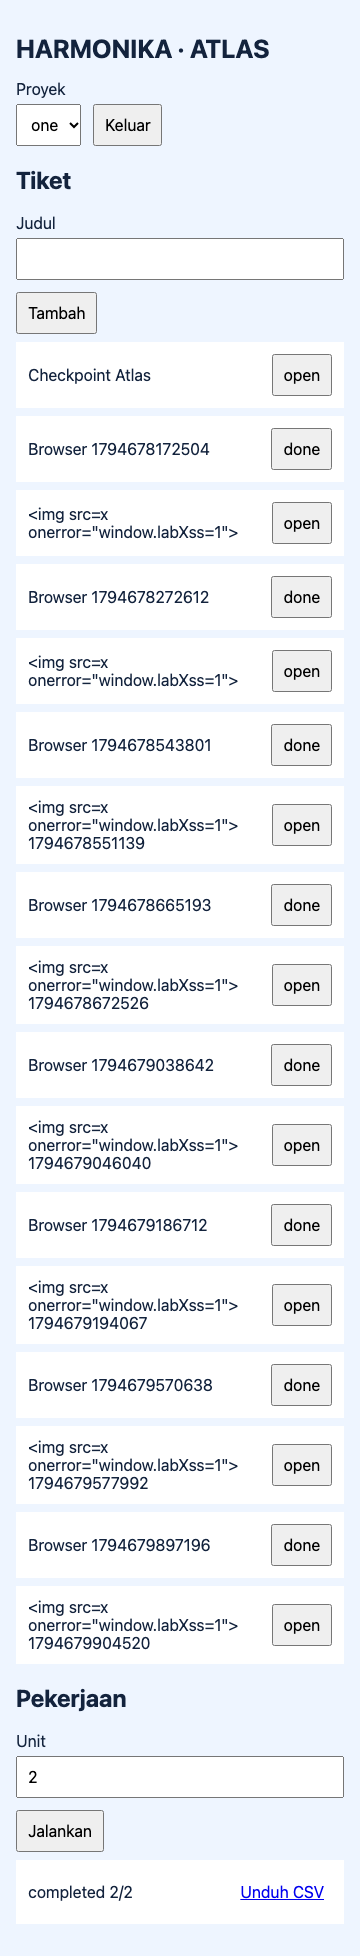 HARMONIKA · ATLAS
Proyek
one
Keluar
Tiket
Judul
Tambah
Checkpoint Atlas
open
Browser 1794678172504
done
<img src=x
onerror="window.labXss=1">
open
Browser 1794678272612
done
<img src=x
onerror="window.labXss=1">
open
Browser 1794678543801
done
<img src=x
onerror="window.labXss=1">
1794678551139
open
Browser 1794678665193
done
<img src=x
onerror="window.labXss=1">
1794678672526
open
Browser 1794679038642
done
<img src=x
onerror="window.labXss=1">
1794679046040
open
Browser 1794679186712
done
<img src=x
onerror="window.labXss=1">
1794679194067
open
Browser 1794679570638
done
<img src=x
onerror="window.labXss=1">
1794679577992
open
Browser 1794679897196
done
<img src=x
onerror="window.labXss=1">
1794679904520
open
Pekerjaan
Unit
2
Jalankan
completed 2/2
Unduh CSV